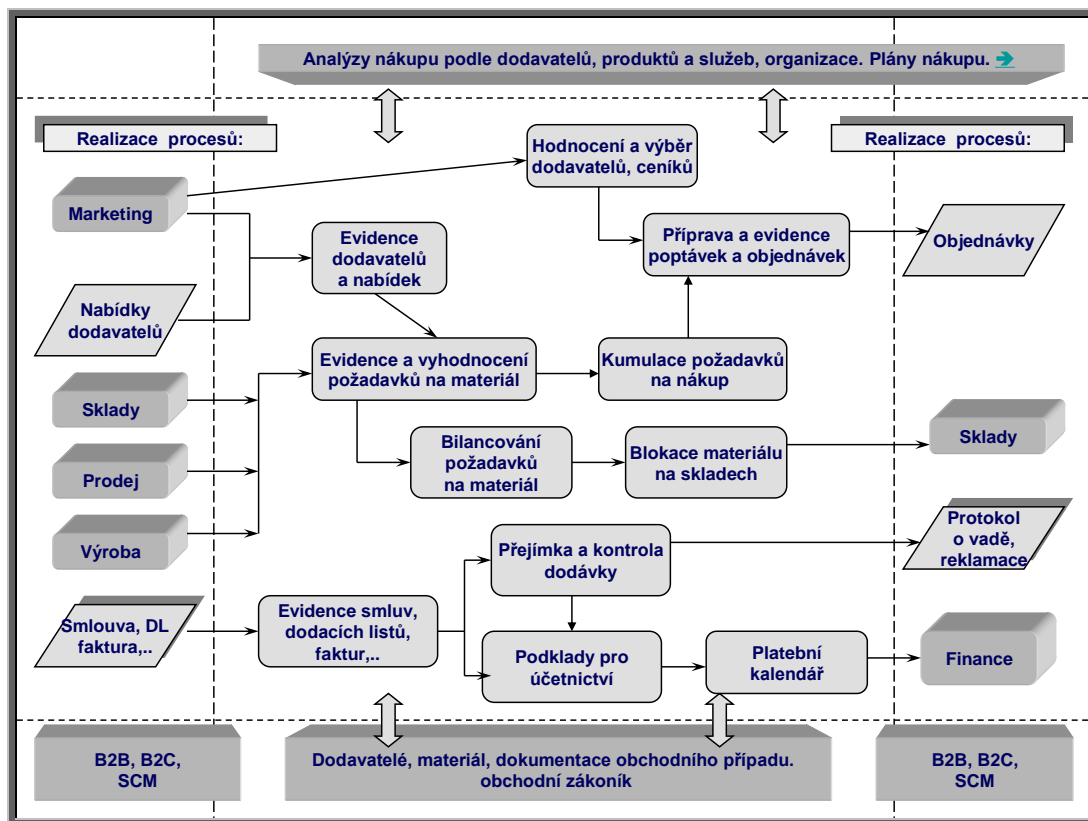 Analýzy nákupu podle dodavatelů, produktů a služeb, organizace. Plány nákupu. ➔
Realizace procesů:
Realizace procesů:
Hodnocení a výběr
dodavatelů, ceníků
Marketing
Evidence
dodavatelů
a nabídek
Příprava a evidence
poptávek a objednávek
Objednávky
Nabídky
dodavatelů
Evidence a vyhodnocení
požadavků na materiál
Kumulace požadavků
na nákup
Sklady
Bilancování
požadavků
na materiál
Blokace materiálu
na skladech
Sklady
Prodej
Výroba
Přejímka a kontrola
dodávky
Protokol
o vadě,
reklamace
Smlouva, DL
faktura,..
Evidence smluv,
dodacích listů,
faktur,..
Podklady pro
účetnictví
Platební
kalendář
Finance
B2B, B2C,
SCM
Dodavatelé, materiál, dokumentace obchodního případu.
obchodní zákoník
B2B, B2C,
SCM